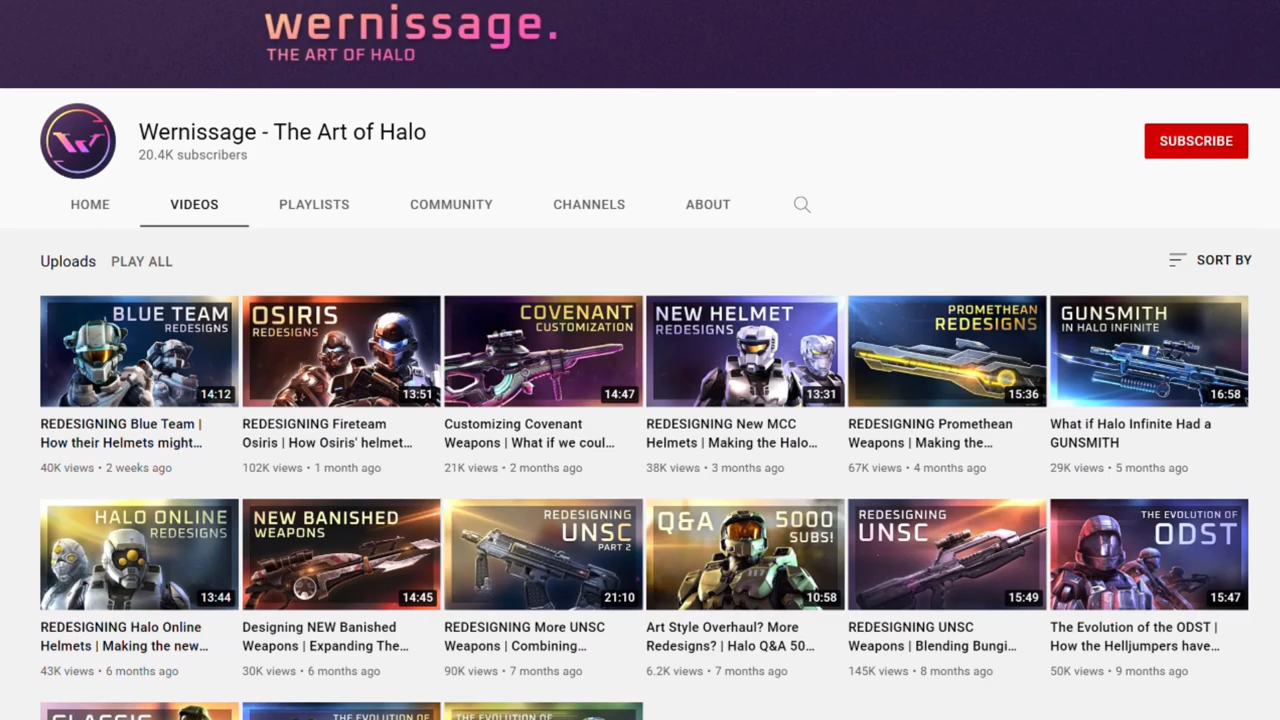 wernissage.
THE ART OF HALO
Wernissage - The Art of Halo
20.4K subscribers
SUBSCRIBE
HOME
VIDEOS
PLAYLISTS
COMMUNITY
CHANNELS
ABOUT
Uploads
PLAY ALL
SORT BY
BLUE TEAM
REDESIGNS
14:12
OSIRIS
REDESIGNS
13:51
COVENANT
CUSTOMIZATION
14:47
NEW HELMET
REDESIGNS
13:31
PROMETHEAN
REDESIGNS
15:36
GUNSMITH
IN HALO INFINITE
16:58
REDESIGNING Blue Team |
How their Helmets might...
40K views • 2 weeks ago
REDESIGNING Fireteam
Osiris | How Osiris' helmet...
102K views • 1 month ago
Customizing Covenant
Weapons | What if we coul...
21K views • 2 months ago
REDESIGNING New MCC
Helmets | Making the Halo...
38K views • 3 months ago
REDESIGNING Promethean
Weapons | Making the...
67K views • 4 months ago
What if Halo Infinite Had a
GUNSMITH
29K views • 5 months ago
HALO ONLINE
REDESIGNS
13:44
NEW BANISHED
WEAPONS
14:45
REDESIGNING
UNSC
PART 2
21:10
Q&A
5000
SUBS!
10:58
REDESIGNING
UNSC
15:49
THE EVOLUTION OF
ODST
15:47
REDESIGNING Halo Online
Helmets | Making the new...
43K views • 6 months ago
Designing NEW Banished
Weapons | Expanding The...
30K views • 6 months ago
REDESIGNING More UNSC
Weapons | Combining...
90K views • 7 months ago
Art Style Overhaul? More
Redesigns? | Halo Q&A 50...
6.2K views • 7 months ago
REDESIGNING UNSC
Weapons | Blending Bungi...
145K views • 8 months ago
The Evolution of the ODST |
How the Helljumpers have...
50K views • 9 months ago
CLASSIC
THE EVOLUTION OF
THE EVOLUTION OF